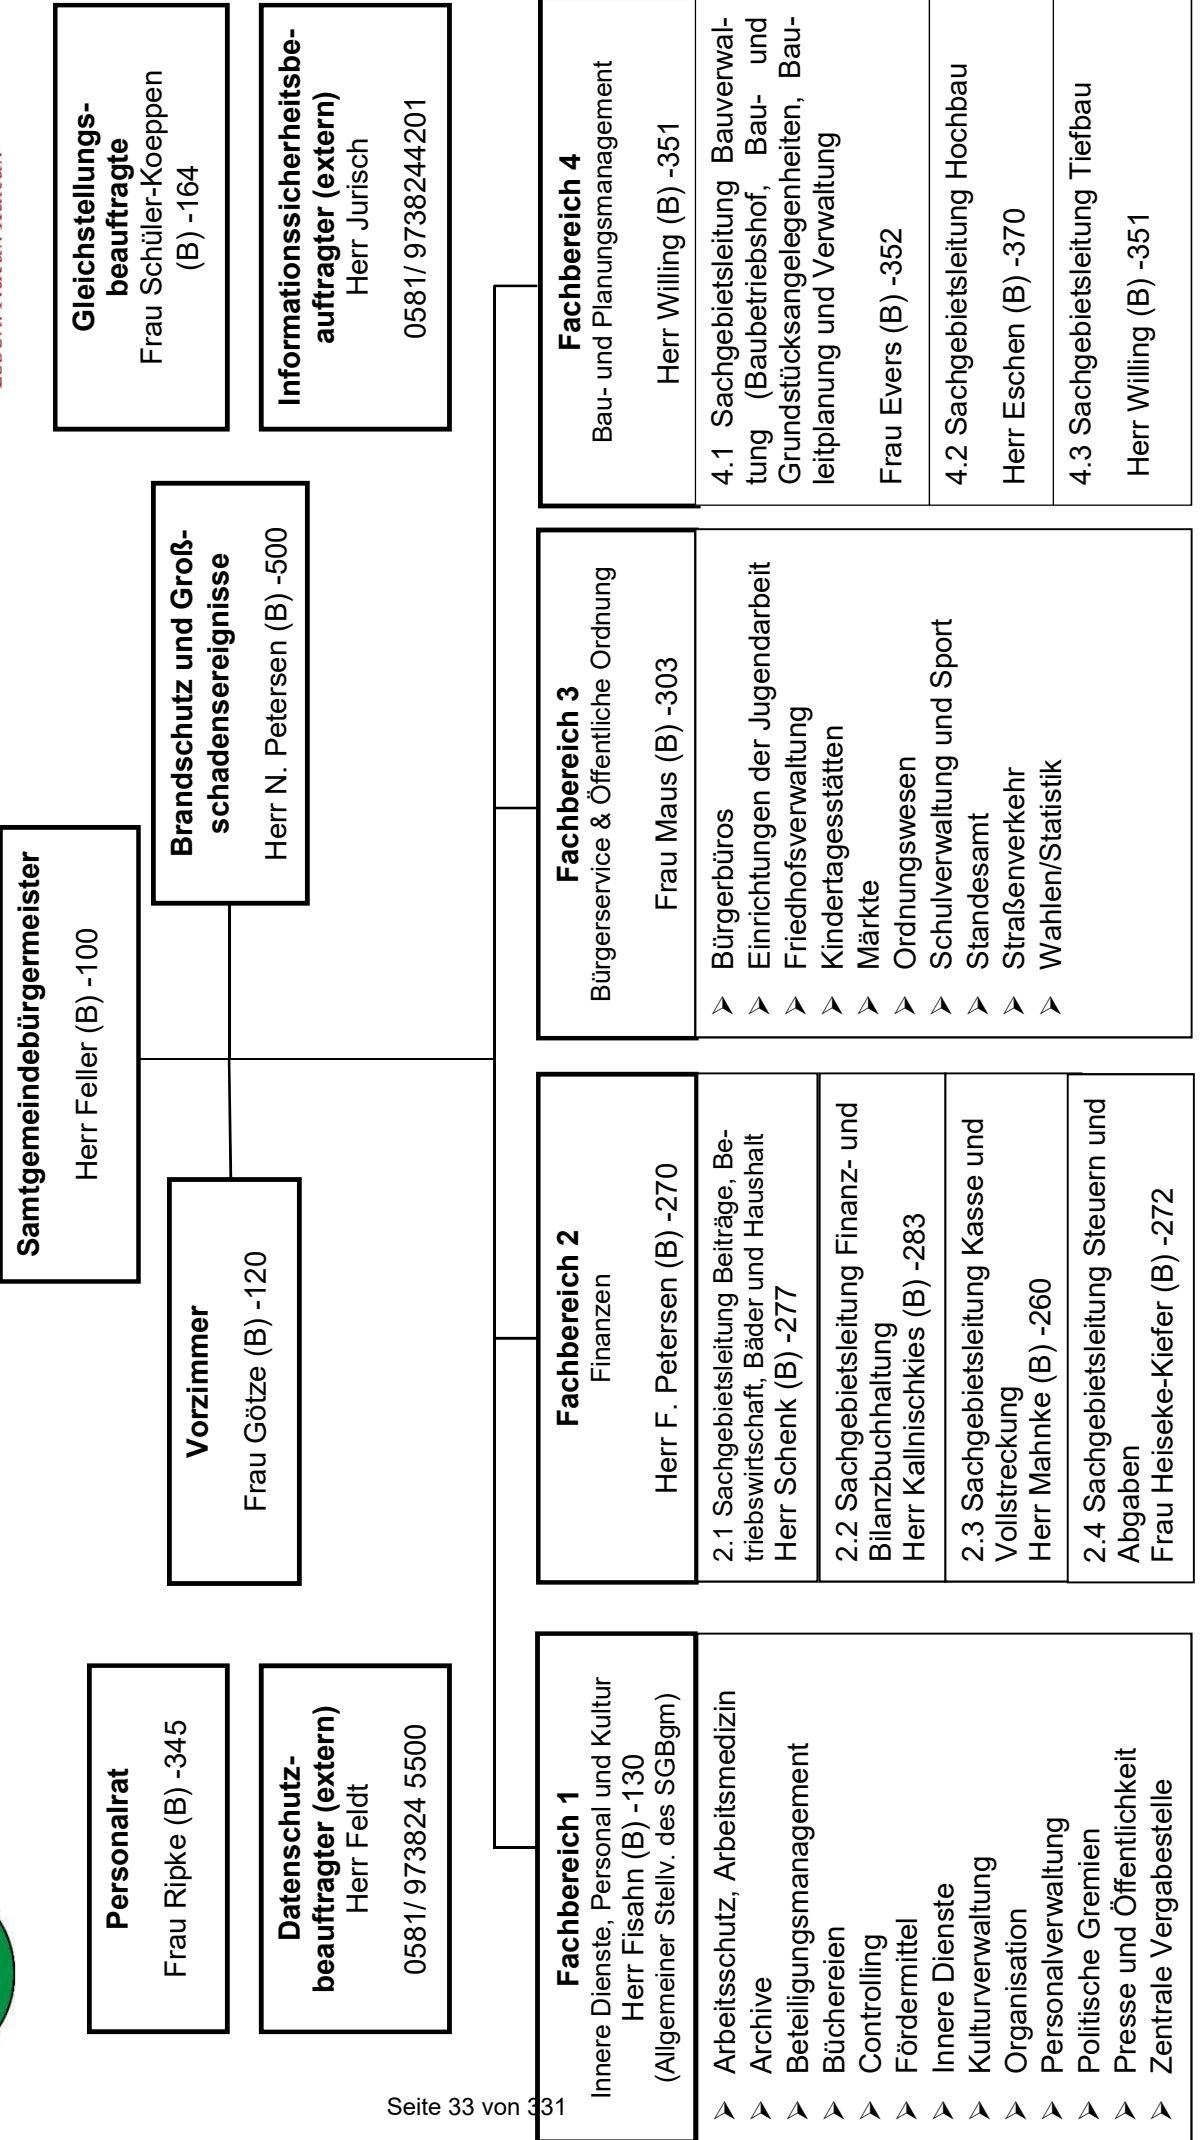 Samtgemeindebürgermeister
Herr Feller (B) -100
Personalrat
Frau Ripke (B) -345
Datenschutz-
beauftragter (extern)
Herr Feldt
0581/ 973824 5500
Vorzimmer
Frau Götze (B) -120
Brandschutz und Groß-
schadensereignisse
Herr N. Petersen (B) -500
Gleichstellungs-
beauftragte
Frau Schüler-Koeppen
(B) -164
Informationssicherheitsbe-
auftragter (extern)
Herr Jurisch
0581/ 9738244201
Fachbereich 1
Innere Dienste, Personal und Kultur
Herr Fisahn (B) -130
(Allgemeiner Stellv. des SGBgm)
➢ Arbeitsschutz, Arbeitsmedizin
➢ Archive
➢ Beteiligungsmanagement
➢ Büchereien
➢ Controlling
➢ Fördermittel
➢ Innere Dienste
➢ Kulturverwaltung
➢ Organisation
➢ Personalverwaltung
➢ Politische Gremien
➢ Presse und Öffentlichkeit
➢ Zentrale Vergabestelle
Fachbereich 2
Finanzen
Herr F. Petersen (B) -270
2.1 Sachgebietsleitung Beiträge, Be-
triebswirtschaft, Bäder und Haushalt
Herr Schenk (B) -277
2.2 Sachgebietsleitung Finanz- und
Bilanzbuchhaltung
Herr Kallnischkies (B) -283
2.3 Sachgebietsleitung Kasse und
Vollstreckung
Herr Mahnke (B) -260
2.4 Sachgebietsleitung Steuern und
Abgaben
Frau Heiseke-Kiefer (B) -272
Fachbereich 3
Bürgerservice & Öffentliche Ordnung
Frau Maus (B) -303
➢ Bürgerbüros
➢ Einrichtungen der Jugendarbeit
➢ Friedhofsverwaltung
➢ Kindertagesstätten
➢ Märkte
➢ Ordnungswesen
➢ Schulverwaltung und Sport
➢ Standesamt
➢ Straßenverkehr
➢ Wahlen/Statistik
Fachbereich 4
Bau- und Planungsmanagement
Herr Willing (B) -351
4.1 Sachgebietsleitung Bauverwal-
tung (Baubetriebshof, Bau- und
Grundstücksangelegenheiten, Bau-
leitplanung und Verwaltung
Frau Evers (B) -352
4.2 Sachgebietsleitung Hochbau
Herr Eschen (B) -370
4.3 Sachgebietsleitung Tiefbau
Herr Willing (B) -351
Seite 33 von 331